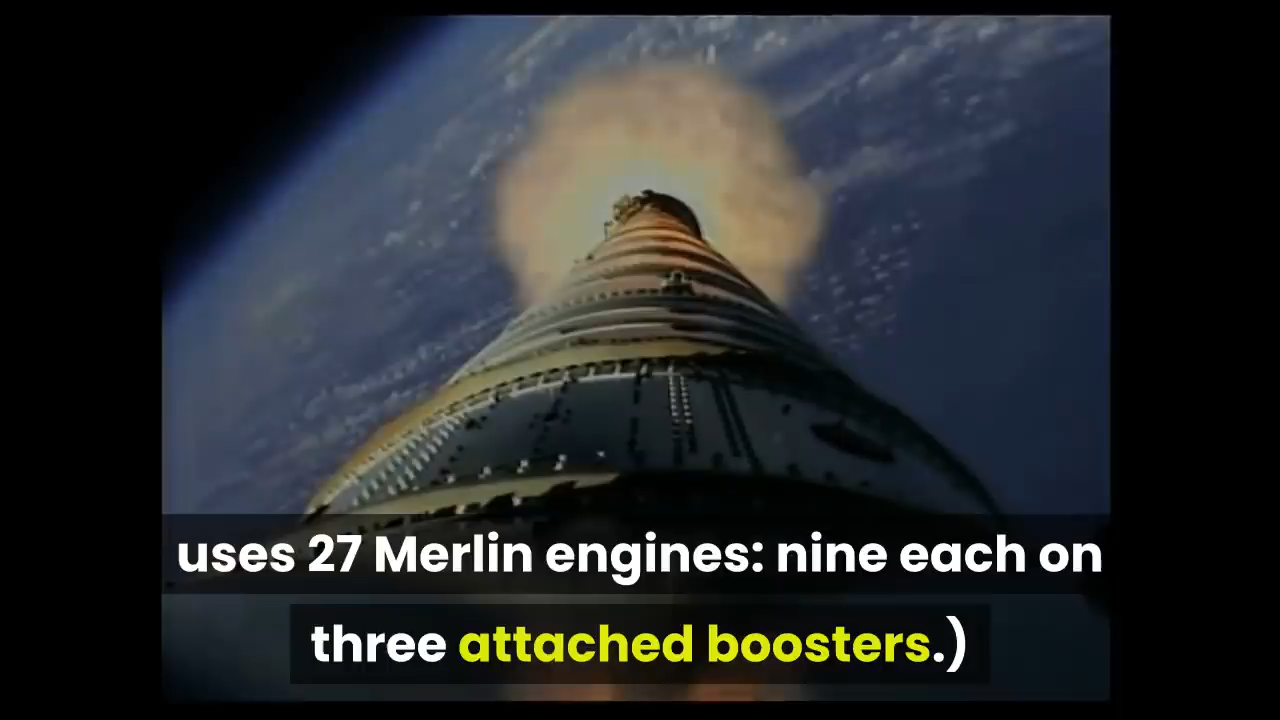 uses 27 Merlin engines: nine each on
three attached boosters.)